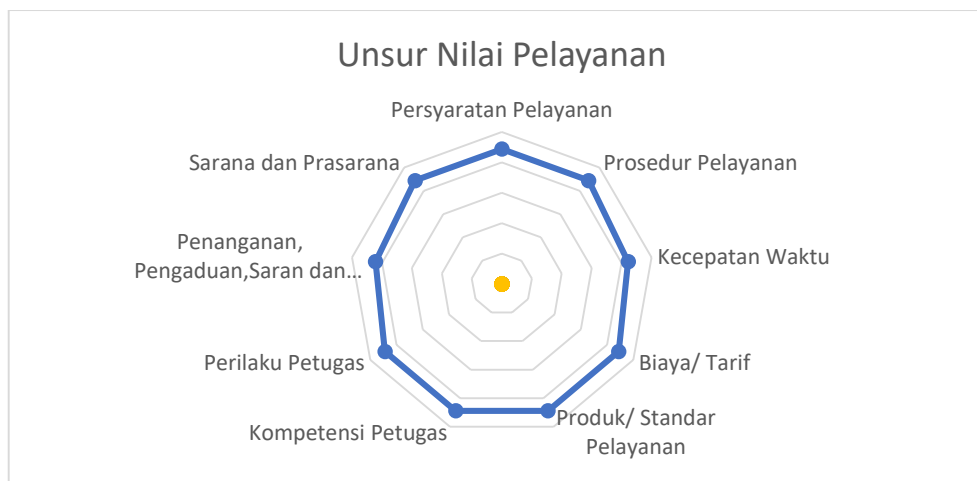 Unsur Nilai Pelayanan
Persyaratan Pelayanan
Prosedur Pelayanan
Kecepatan Waktu
Biaya/ Tarif
Produk/ Standar
Pelayanan
Kompetensi Petugas
Perilaku Petugas
Penanganan,
Pengaduan,Saran dan...
Sarana dan Prasarana